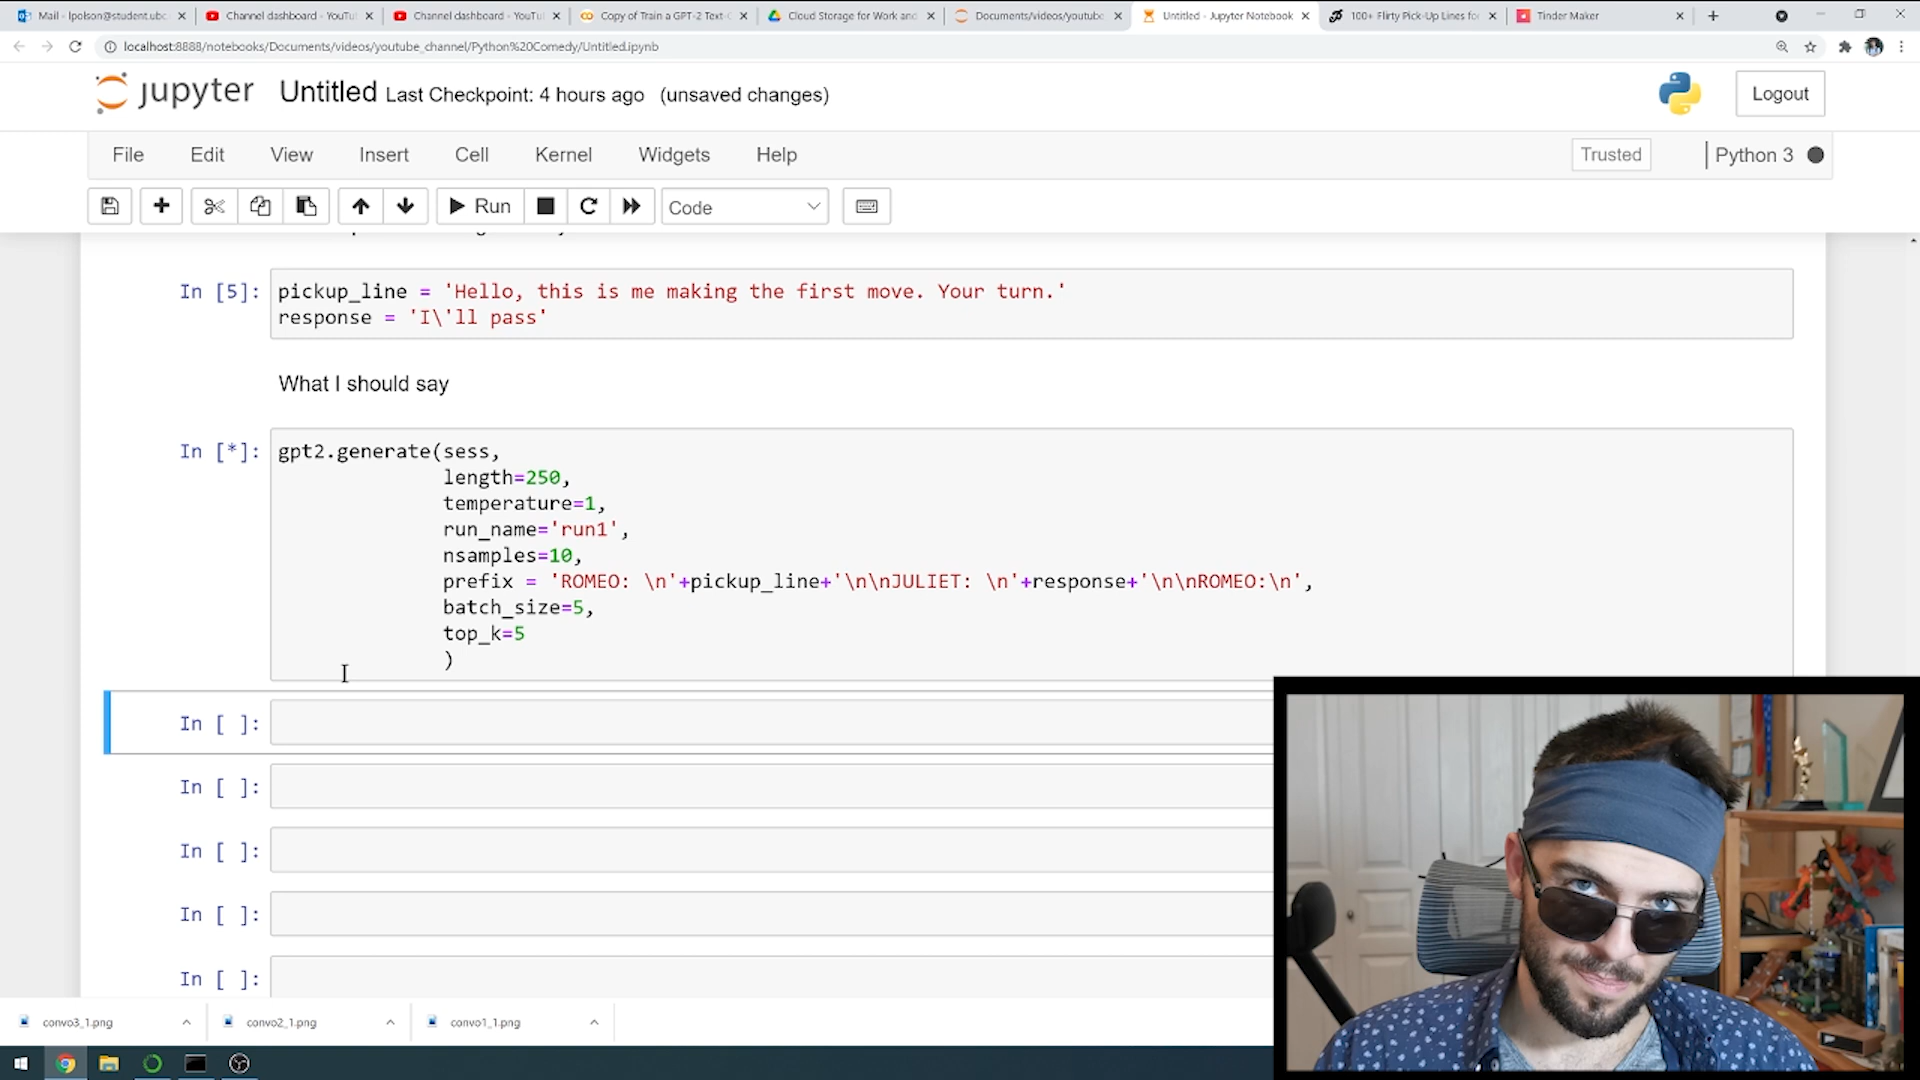 Mail - lpolson@student.ubc.
Channel dashboard - YouTu
Channel dashboard - YouTu
Copy of Train a GPT-2 Text-
Cloud Storage for Work and
Documents/videos/youtube
Untitled - Jupyter Notebook
100+ Flirty Pick-Up Lines for
Tinder Maker
localhost:8888/notebooks/Documents/videos/youtube_channel/Python%20Comedy/Untitled.ipynb
jupyter Untitled Last Checkpoint: 4 hours ago (unsaved changes)
Logout
File Edit View Insert Cell Kernel Widgets Help
Trusted
Python 3
Run
Code
In [5]: pickup_line = 'Hello, this is me making the first move. Your turn.'
response = 'I\'ll pass'
What I should say
In [*]: gpt2.generate(sess,
length=250,
temperature=1,
run_name='run1',
nsamples=10,
prefix = 'ROMEO: \n'+pickup_line+'\n\nJULIET: \n'+response+'\n\nROMEO:\n',
batch_size=5,
top_k=5
)
In [ ]:
In [ ]:
In [ ]:
In [ ]:
In [ ]:
convo3_1.png
convo2_1.png
convo1_1.png